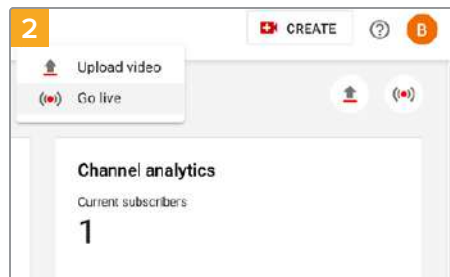 2
CREATE
B
Upload video
Go live
Channel analytics
Current subscribers
1